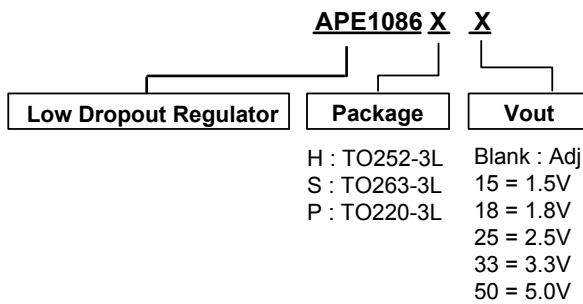 APE1086 X X
Low Dropout Regulator
Package
Vout
H : TO252-3L
S : TO263-3L
P : TO220-3L
Blank : Adj
15 = 1.5V
18 = 1.8V
25 = 2.5V
33 = 3.3V
50 = 5.0V